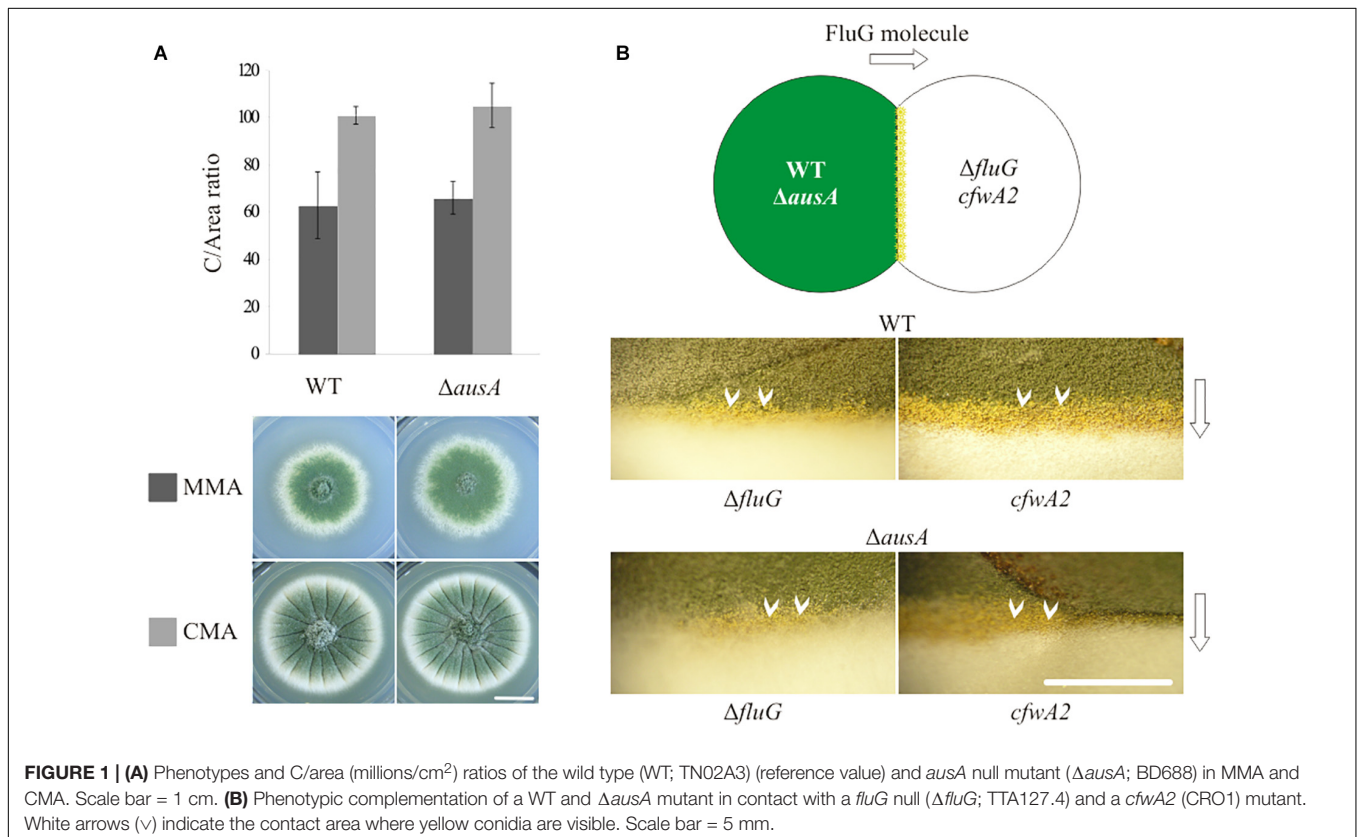 A
120
100
80
60
40
20
0
C/Area ratio
WT
ΔausA
MMA
CMA
B
FluG molecule
WT
ΔausA
ΔfluG
cfwA2
WT
ΔfluG
cfwA2
ΔausA
ΔfluG
cfwA2
FIGURE 1 | (A) Phenotypes and C/area (millions/cm²) ratios of the wild type (WT; TN02A3) (reference value) and ausA null mutant (ΔausA; BD688) in MMA and
CMA. Scale bar = 1 cm. (B) Phenotypic complementation of a WT and ΔausA mutant in contact with a fluG null (ΔfluG; TTA127.4) and a cfwA2 (CRO1) mutant.
White arrows (∨) indicate the contact area where yellow conidia are visible. Scale bar = 5 mm.